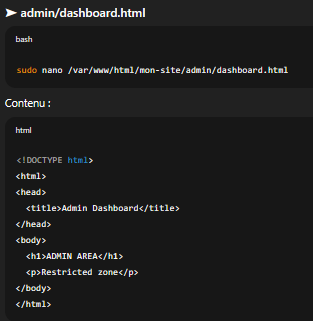 ➤ admin/dashboard.html
bash
sudo nano /var/www/html/mon-site/admin/dashboard.html
Contenu :
html
<!DOCTYPE html>
<html>
<head>
  <title>Admin Dashboard</title>
</head>
<body>
  <h1>ADMIN AREA</h1>
  <p>Restricted zone</p>
</body>
</html>